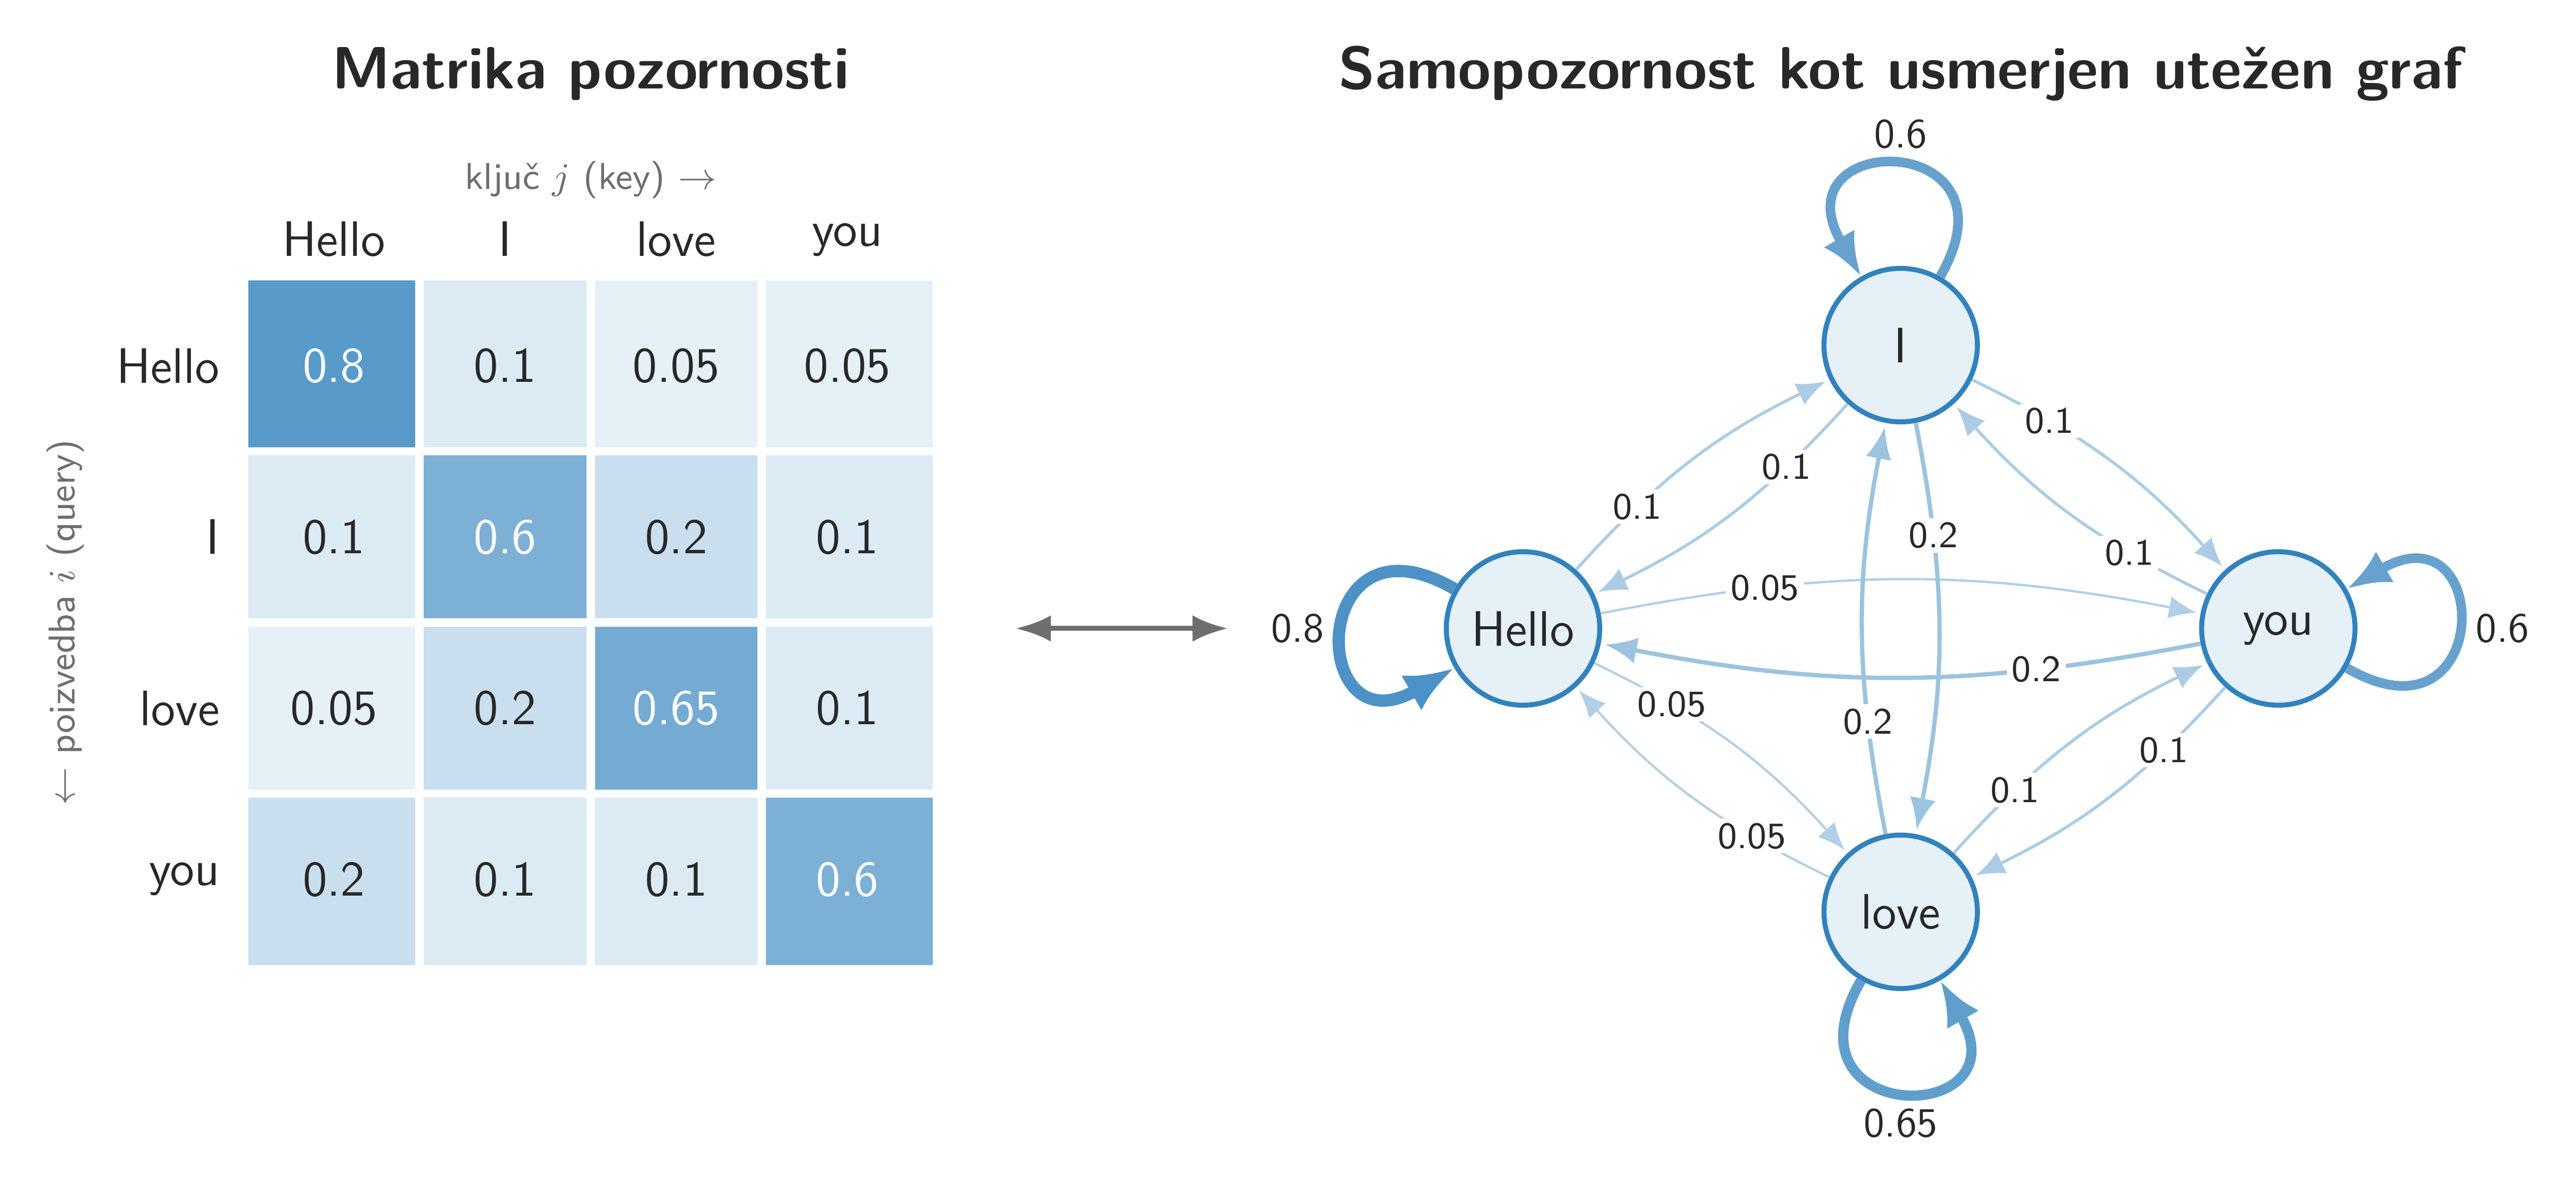 Matrika pozornosti
ključ j (key) →
Hello I love you
← poizvedba i (query)
Hello 0.8 0.1 0.05 0.05
I 0.1 0.6 0.2 0.1
love 0.05 0.2 0.65 0.1
you 0.2 0.1 0.1 0.6
Samopozornost kot usmerjen utežen graf
0.6
I
0.1
0.1
0.1
0.2
0.1
0.05
0.8
Hello
you
0.6
0.2
0.05
0.2
0.1
0.1
0.05
love
0.65